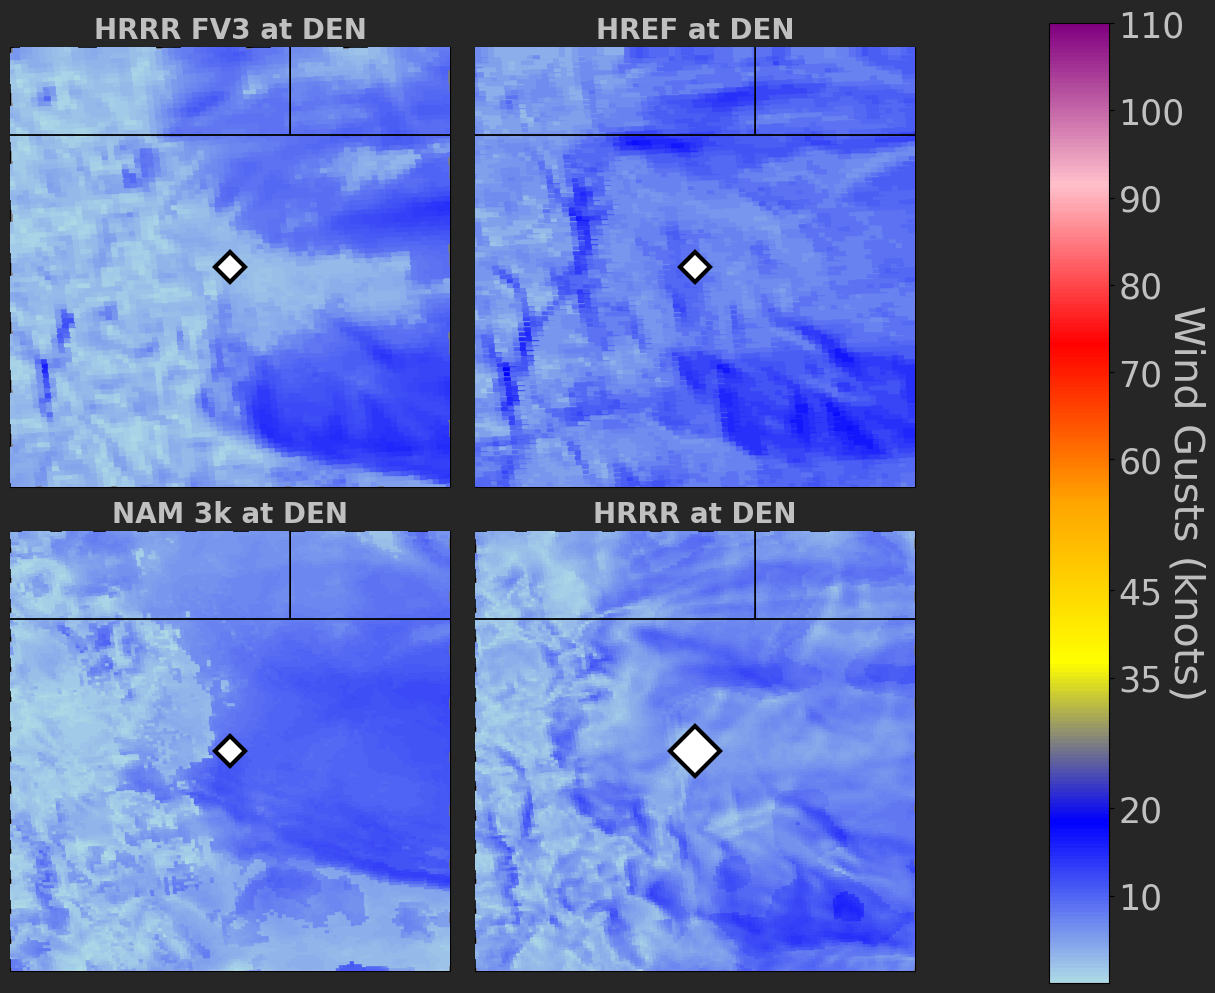 HRRR FV3 at DEN
HREF at DEN
NAM 3k at DEN
HRRR at DEN
110
100
90
80
70
60
45
35
20
10
Wind Gusts (knots)